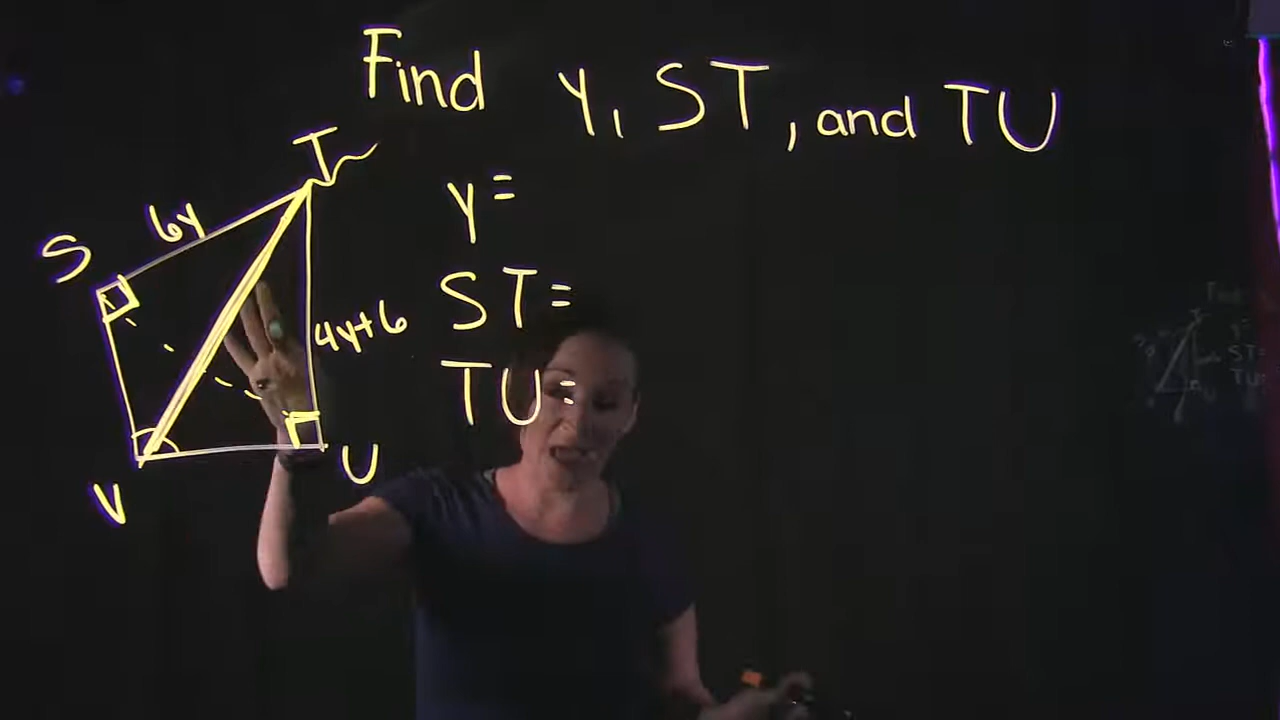 Find y, ST, and TU
T
6y
S
y=
ST=
4y+6
TU=
U
V